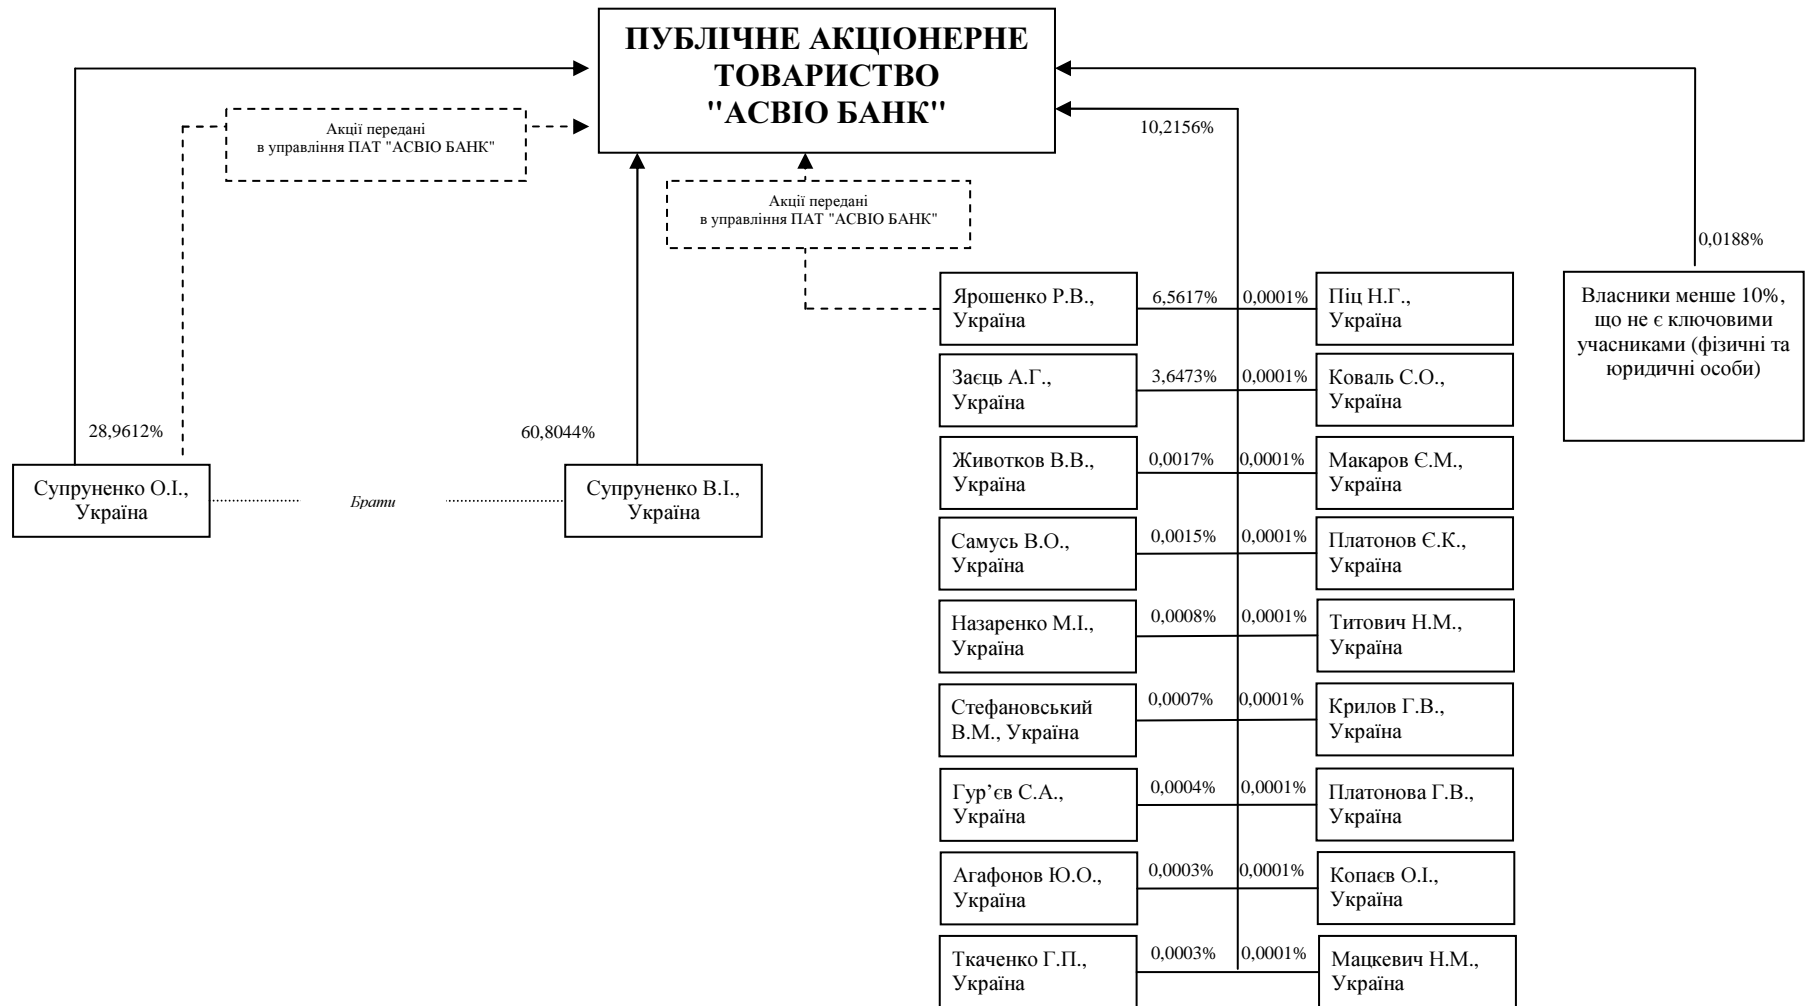 ПУБЛІЧНЕ АКЦІОНЕРНЕ
ТОВАРИСТВО
"АСВІО БАНК"
Акції передані
в управління ПАТ "АСВІО БАНК"
10,2156%
Акції передані
в управління ПАТ "АСВІО БАНК"
0,0188%
Власники менше 10%,
що не є ключовими
учасниками (фізичні та
юридичні особи)
28,9612%
60,8044%
Супруненко О.І.,
Україна
Брати
Супруненко В.І.,
Україна
Ярошенко Р.В.,
Україна
6,5617%
0,0001%
Піц Н.Г.,
Україна
Заєць А.Г.,
Україна
3,6473%
0,0001%
Коваль С.О.,
Україна
Животков В.В.,
Україна
0,0017%
0,0001%
Макаров Є.М.,
Україна
Самусь В.О.,
Україна
0,0015%
0,0001%
Платонов Є.К.,
Україна
Назаренко М.І.,
Україна
0,0008%
0,0001%
Титович Н.М.,
Україна
Стефановський
В.М., Україна
0,0007%
0,0001%
Крилов Г.В.,
Україна
Гур’єв С.А.,
Україна
0,0004%
0,0001%
Платонова Г.В.,
Україна
Агафонов Ю.О.,
Україна
0,0003%
0,0001%
Копаєв О.І.,
Україна
Ткаченко Г.П.,
Україна
0,0003%
0,0001%
Мацкевич Н.М.,
Україна